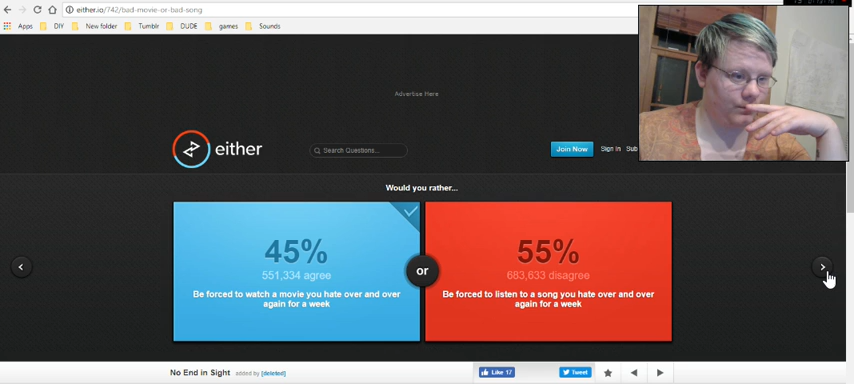 either.io/742/bad-movie-or-bad-song
Apps DIY New folder Tumblr DUDE games Sounds
Advertise Here
either
Search Questions...
Join Now Sign In Sub
Would you rather...
45%
551,334 agree
Be forced to watch a movie you hate over and over
again for a week
or
55%
683,633 disagree
Be forced to listen to a song you hate over and over
again for a week
No End in Sight added by [deleted]
Like 17
Tweet